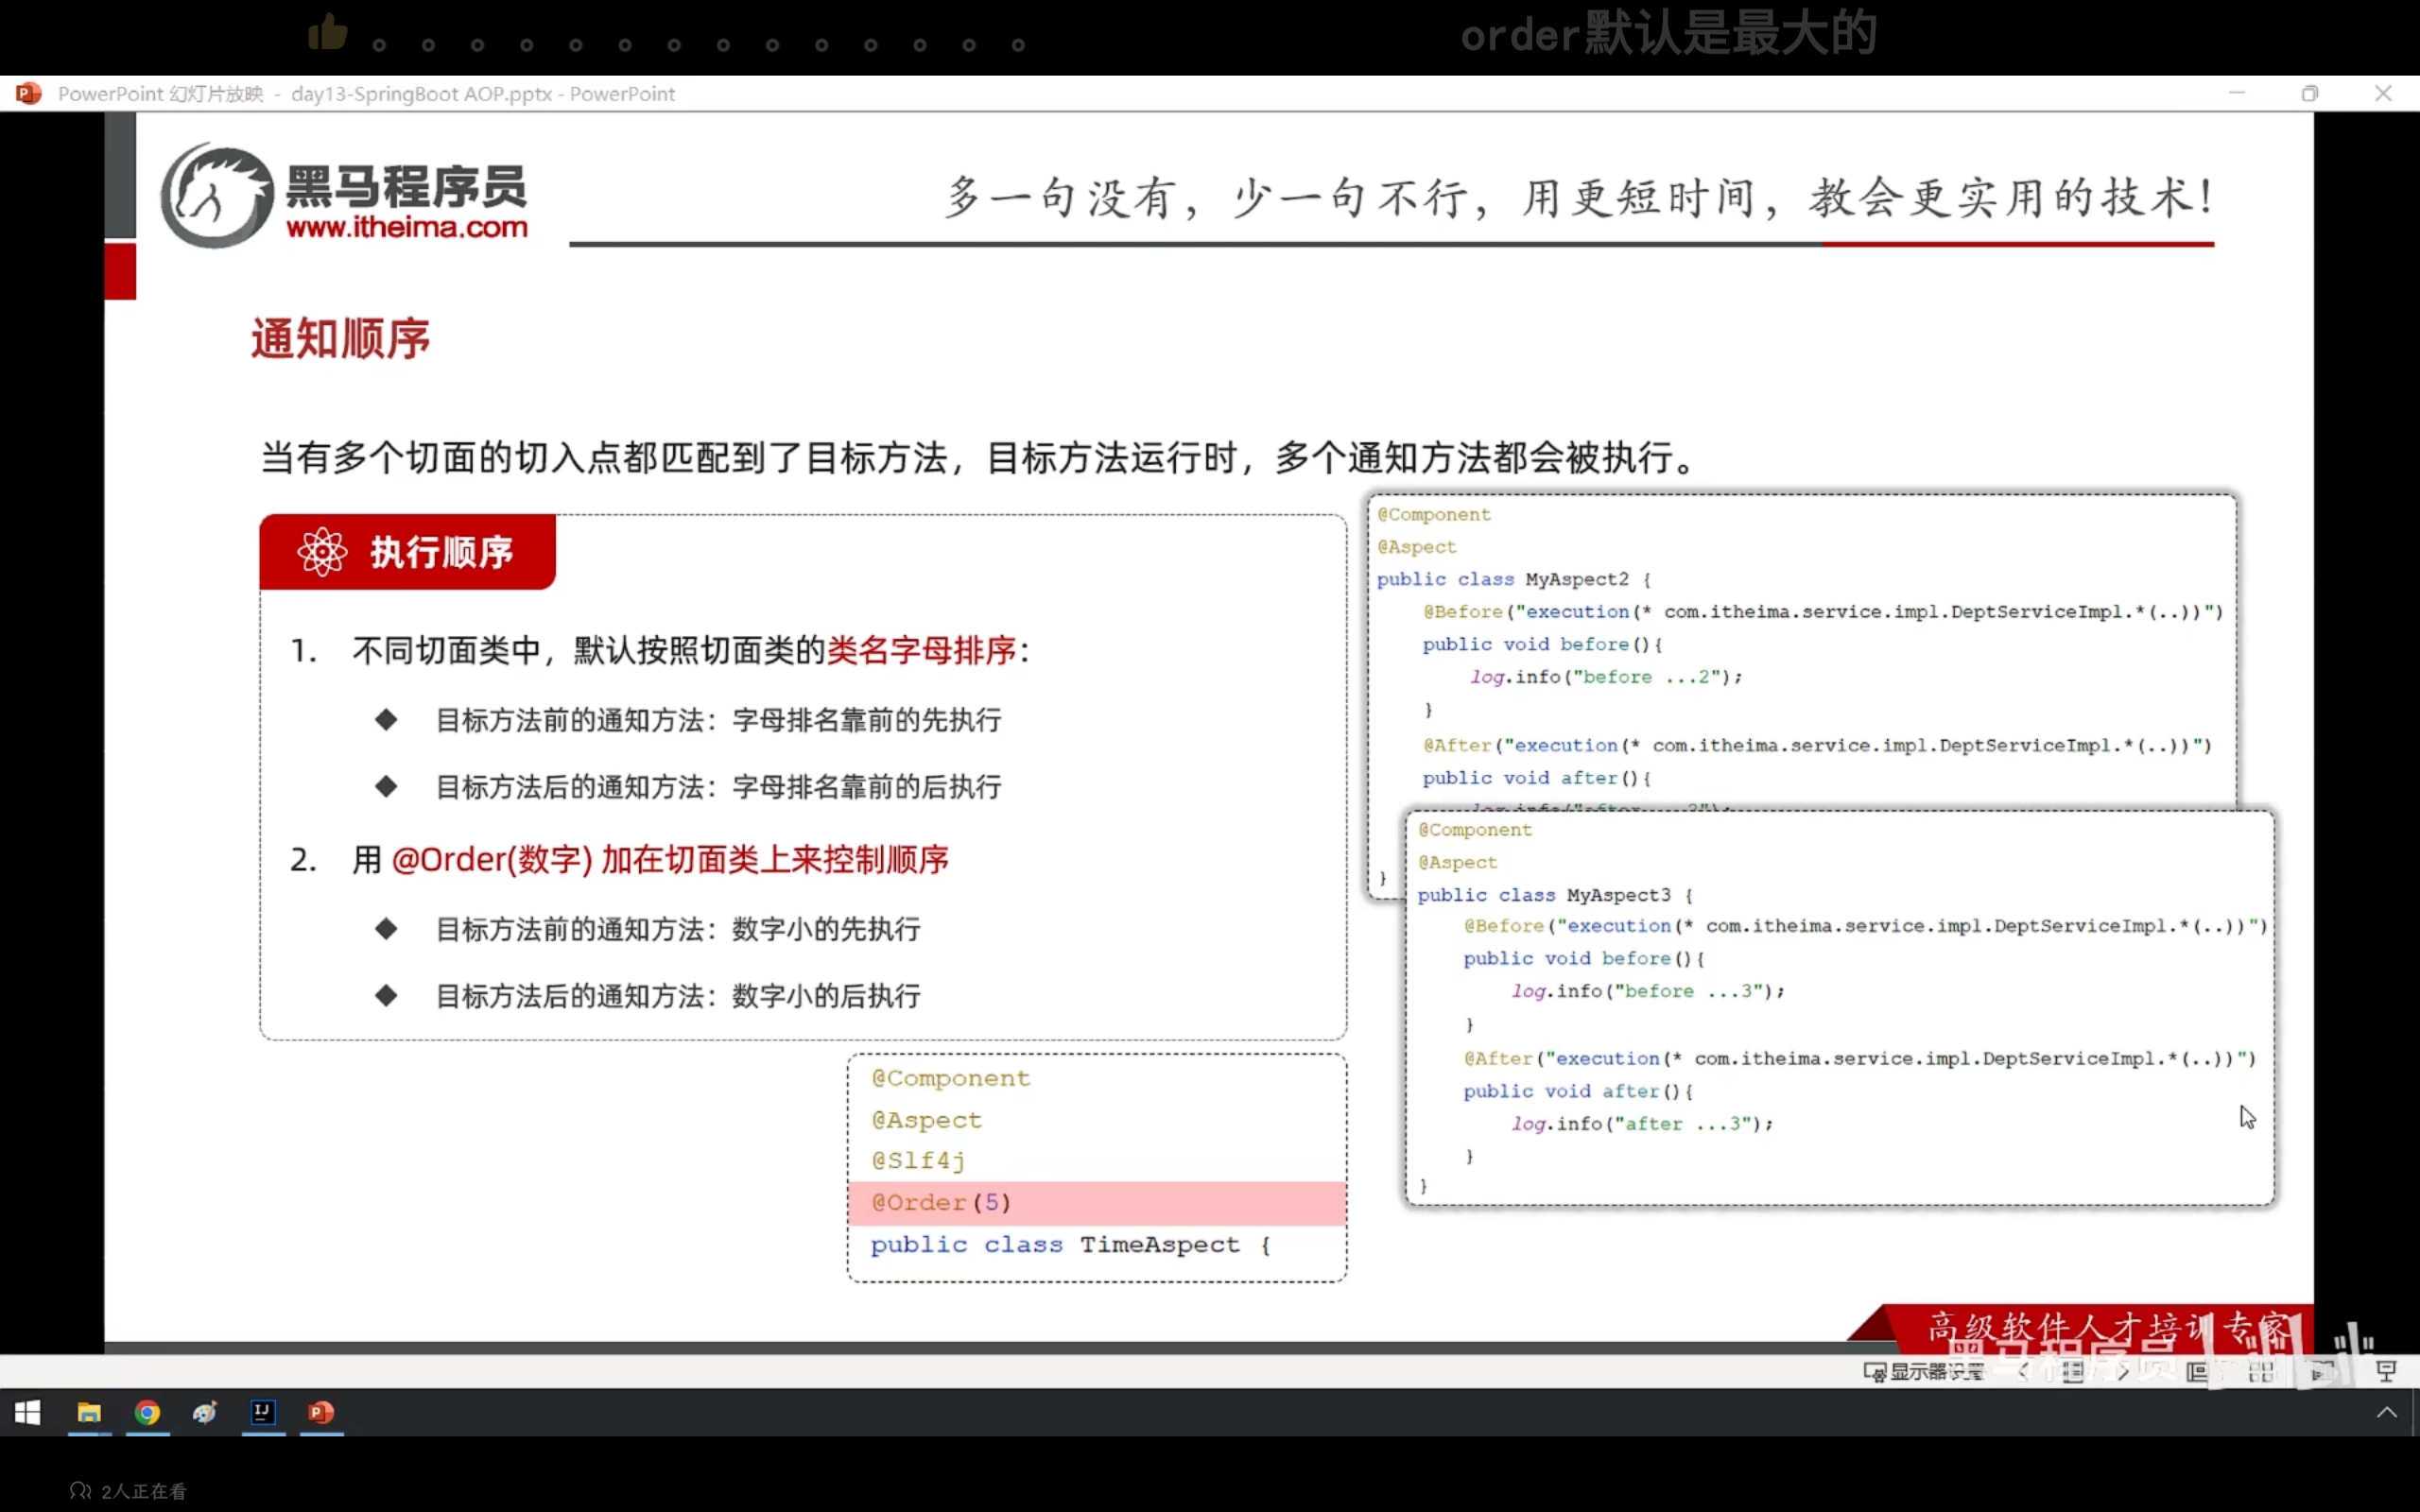 order默认是最大的
PowerPoint 幻灯片放映 - day13-SpringBoot AOP.pptx - PowerPoint
黑马程序员
www.itheima.com
多一句没有，少一句不行，用更短时间，教会更实用的技术！
通知顺序
当有多个切面的切入点都匹配到了目标方法，目标方法运行时，多个通知方法都会被执行。
执行顺序
1. 不同切面类中，默认按照切面类的类名字母排序：
目标方法前的通知方法：字母排名靠前的先执行
目标方法后的通知方法：字母排名靠前的后执行
2. 用 @Order(数字) 加在切面类上来控制顺序
目标方法前的通知方法：数字小的先执行
目标方法后的通知方法：数字小的后执行
@Component
@Aspect
@Slf4j
@Order(5)
public class TimeAspect {
@Component
@Aspect
public class MyAspect2 {
@Before("execution(* com.itheima.service.impl.DeptServiceImpl.*(..))")
public void before(){
log.info("before ...2");
}
@After("execution(* com.itheima.service.impl.DeptServiceImpl.*(..))")
public void after(){
log.info("after ...2");
}
@Component
@Aspect
public class MyAspect3 {
@Before("execution(* com.itheima.service.impl.DeptServiceImpl.*(..))")
public void before(){
log.info("before ...3");
}
@After("execution(* com.itheima.service.impl.DeptServiceImpl.*(..))")
public void after(){
log.info("after ...3");
}
}
高级软件人才培训专家
黑马程序员
显示器设置
2人正在看